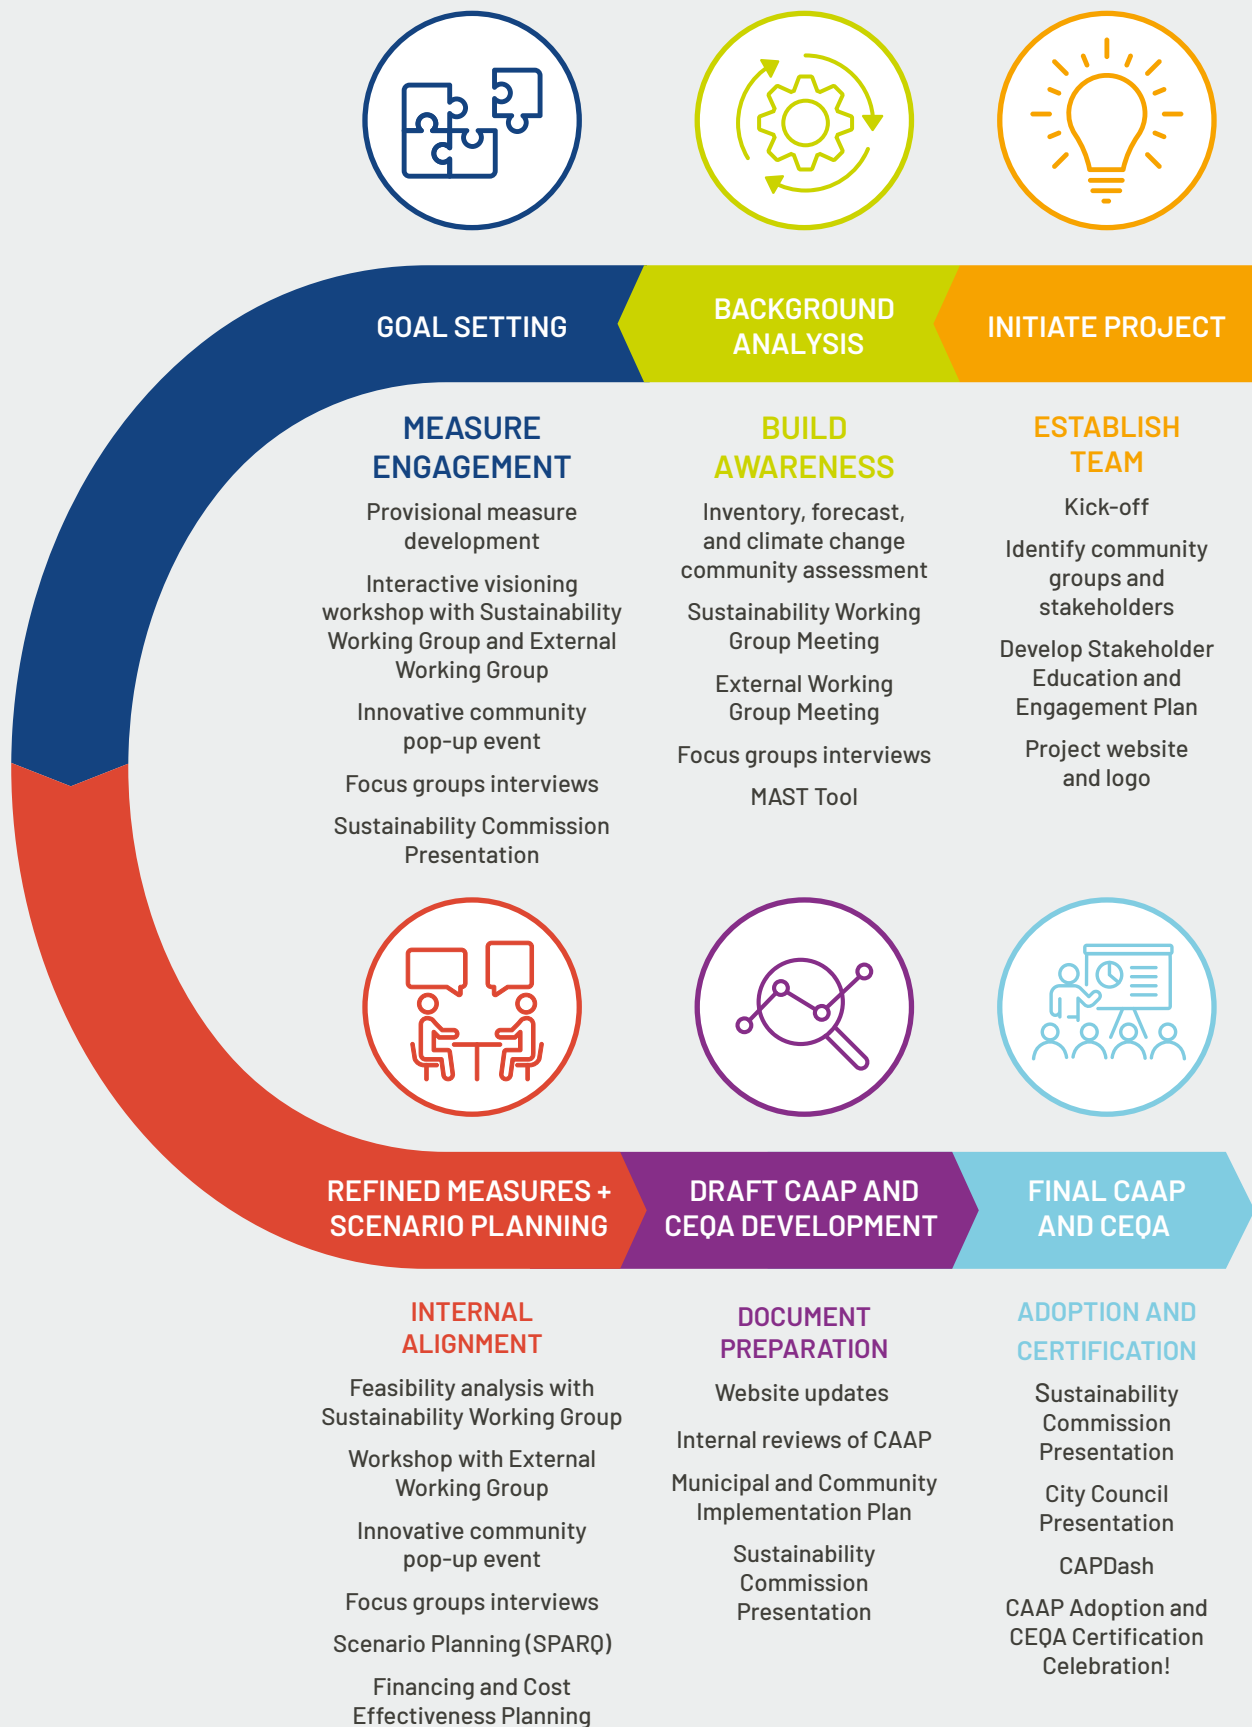 GOAL SETTING
BACKGROUND
ANALYSIS
INITIATE PROJECT
MEASURE
ENGAGEMENT
Provisional measure
development
Interactive visioning
workshop with Sustainability
Working Group and External
Working Group
Innovative community
pop-up event
Focus groups interviews
Sustainability Commission
Presentation
BUILD
AWARENESS
Inventory, forecast,
and climate change
community assessment
Sustainability Working
Group Meeting
External Working
Group Meeting
Focus groups interviews
MAST Tool
ESTABLISH
TEAM
Kick-off
Identify community
groups and
stakeholders
Develop Stakeholder
Education and
Engagement Plan
Project website
and logo
REFINED MEASURES +
SCENARIO PLANNING
DRAFT CAAP AND
CEQA DEVELOPMENT
FINAL CAAP
AND CEQA
INTERNAL
ALIGNMENT
Feasibility analysis with
Sustainability Working Group
Workshop with External
Working Group
Innovative community
pop-up event
Focus groups interviews
Scenario Planning (SPARQ)
Financing and Cost
Effectiveness Planning
DOCUMENT
PREPARATION
Website updates
Internal reviews of CAAP
Municipal and Community
Implementation Plan
Sustainability
Commission
Presentation
ADOPTION AND
CERTIFICATION
Sustainability
Commission
Presentation
City Council
Presentation
CAPDash
CAAP Adoption and
CEQA Certification
Celebration!